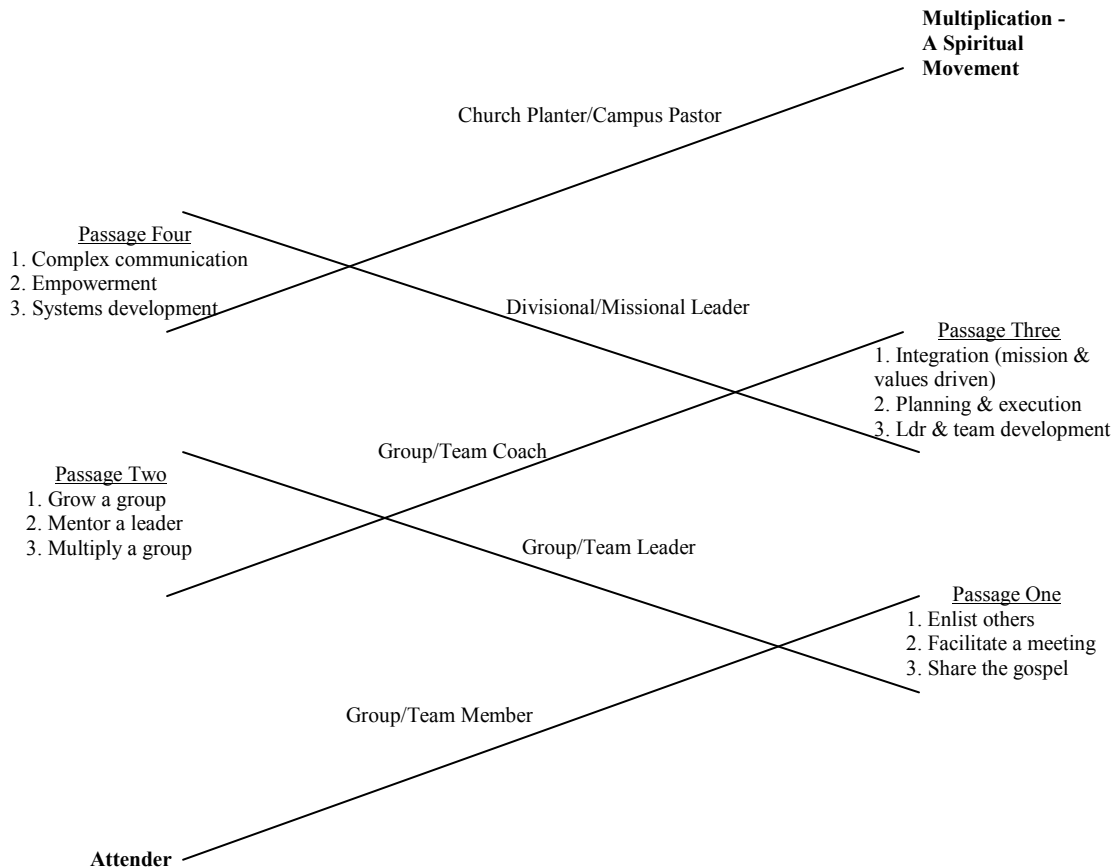 Multiplication -
A Spiritual
Movement
Church Planter/Campus Pastor
Passage Four
1. Complex communication
2. Empowerment
3. Systems development
Divisional/Missional Leader
Passage Three
1. Integration (mission &
values driven)
2. Planning & execution
3. Ldr & team development
Group/Team Coach
Passage Two
1. Grow a group
2. Mentor a leader
3. Multiply a group
Group/Team Leader
Passage One
1. Enlist others
2. Facilitate a meeting
3. Share the gospel
Group/Team Member
Attender